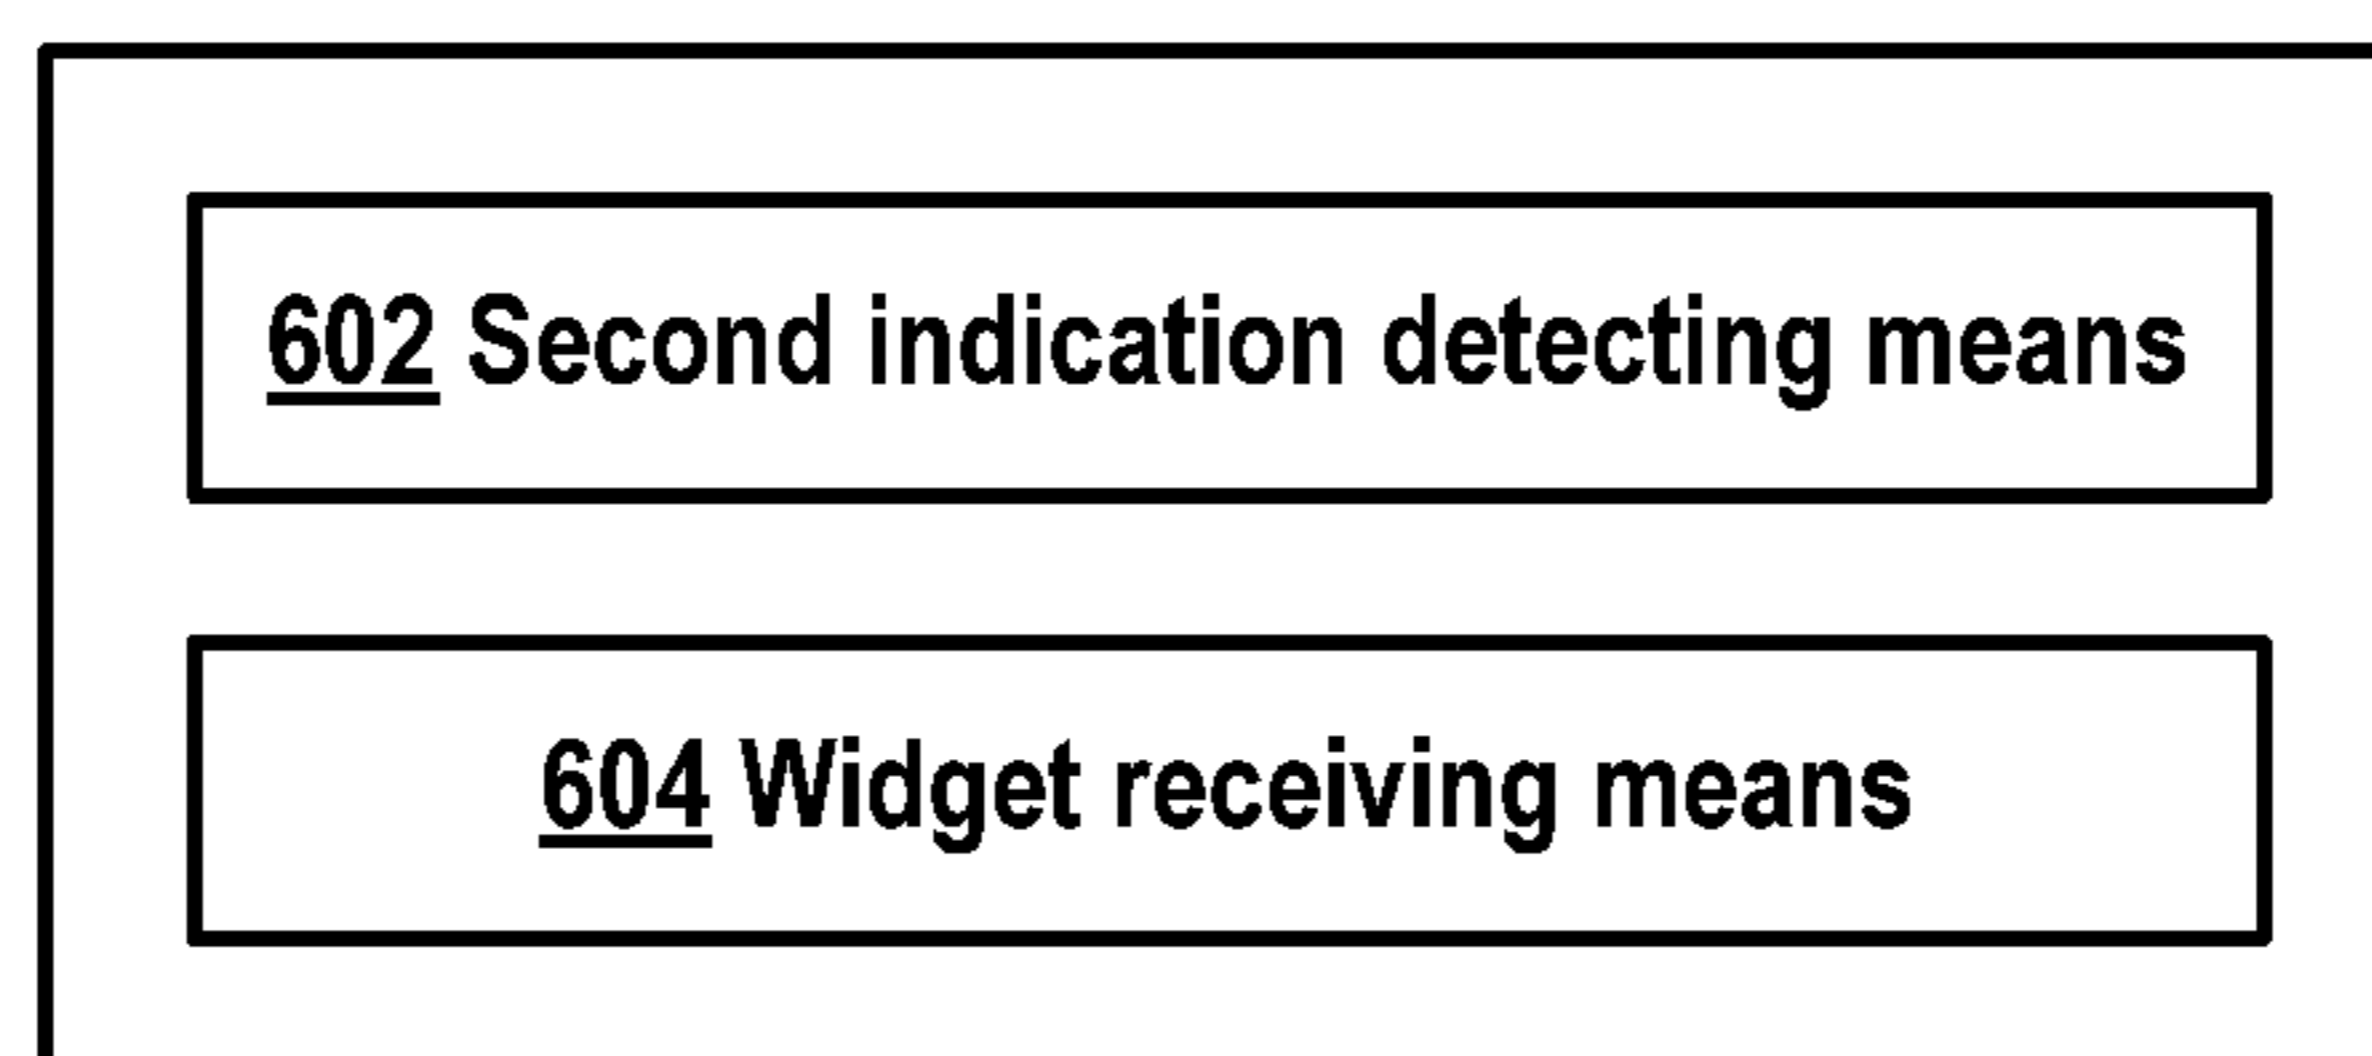 602 Second indication detecting means
604 Widget receiving means